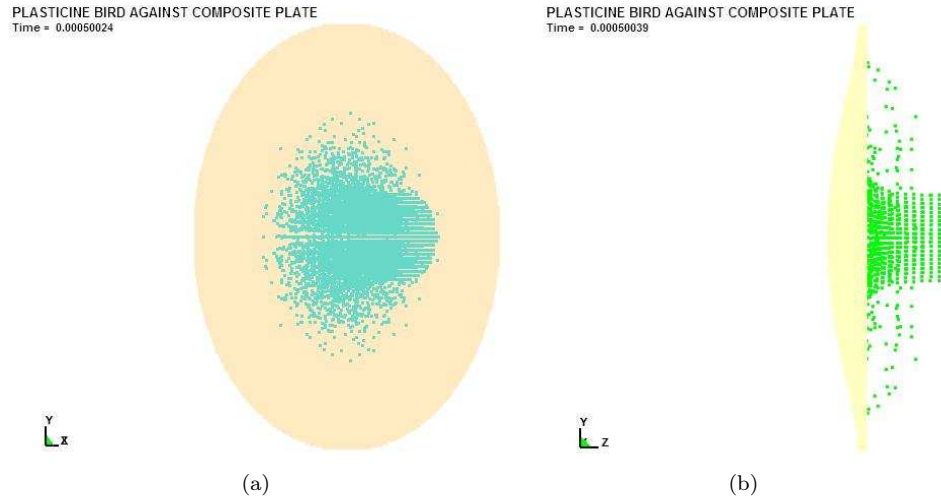 PLASTICINE BIRD AGAINST COMPOSITE PLATE
Time = 0.00050024
Y
X
(a)
PLASTICINE BIRD AGAINST COMPOSITE PLATE
Time = 0.00050039
Y
Z
(b)